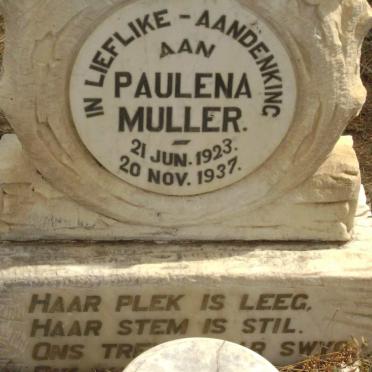 IN LIEFLIKE - AANDENKING
AAN
PAULENA
MULLER.
21 JUN. 1923.
20 NOV. 1937.
HAAR PLEK IS LEEG,
HAAR STEM IS STIL.
ONS